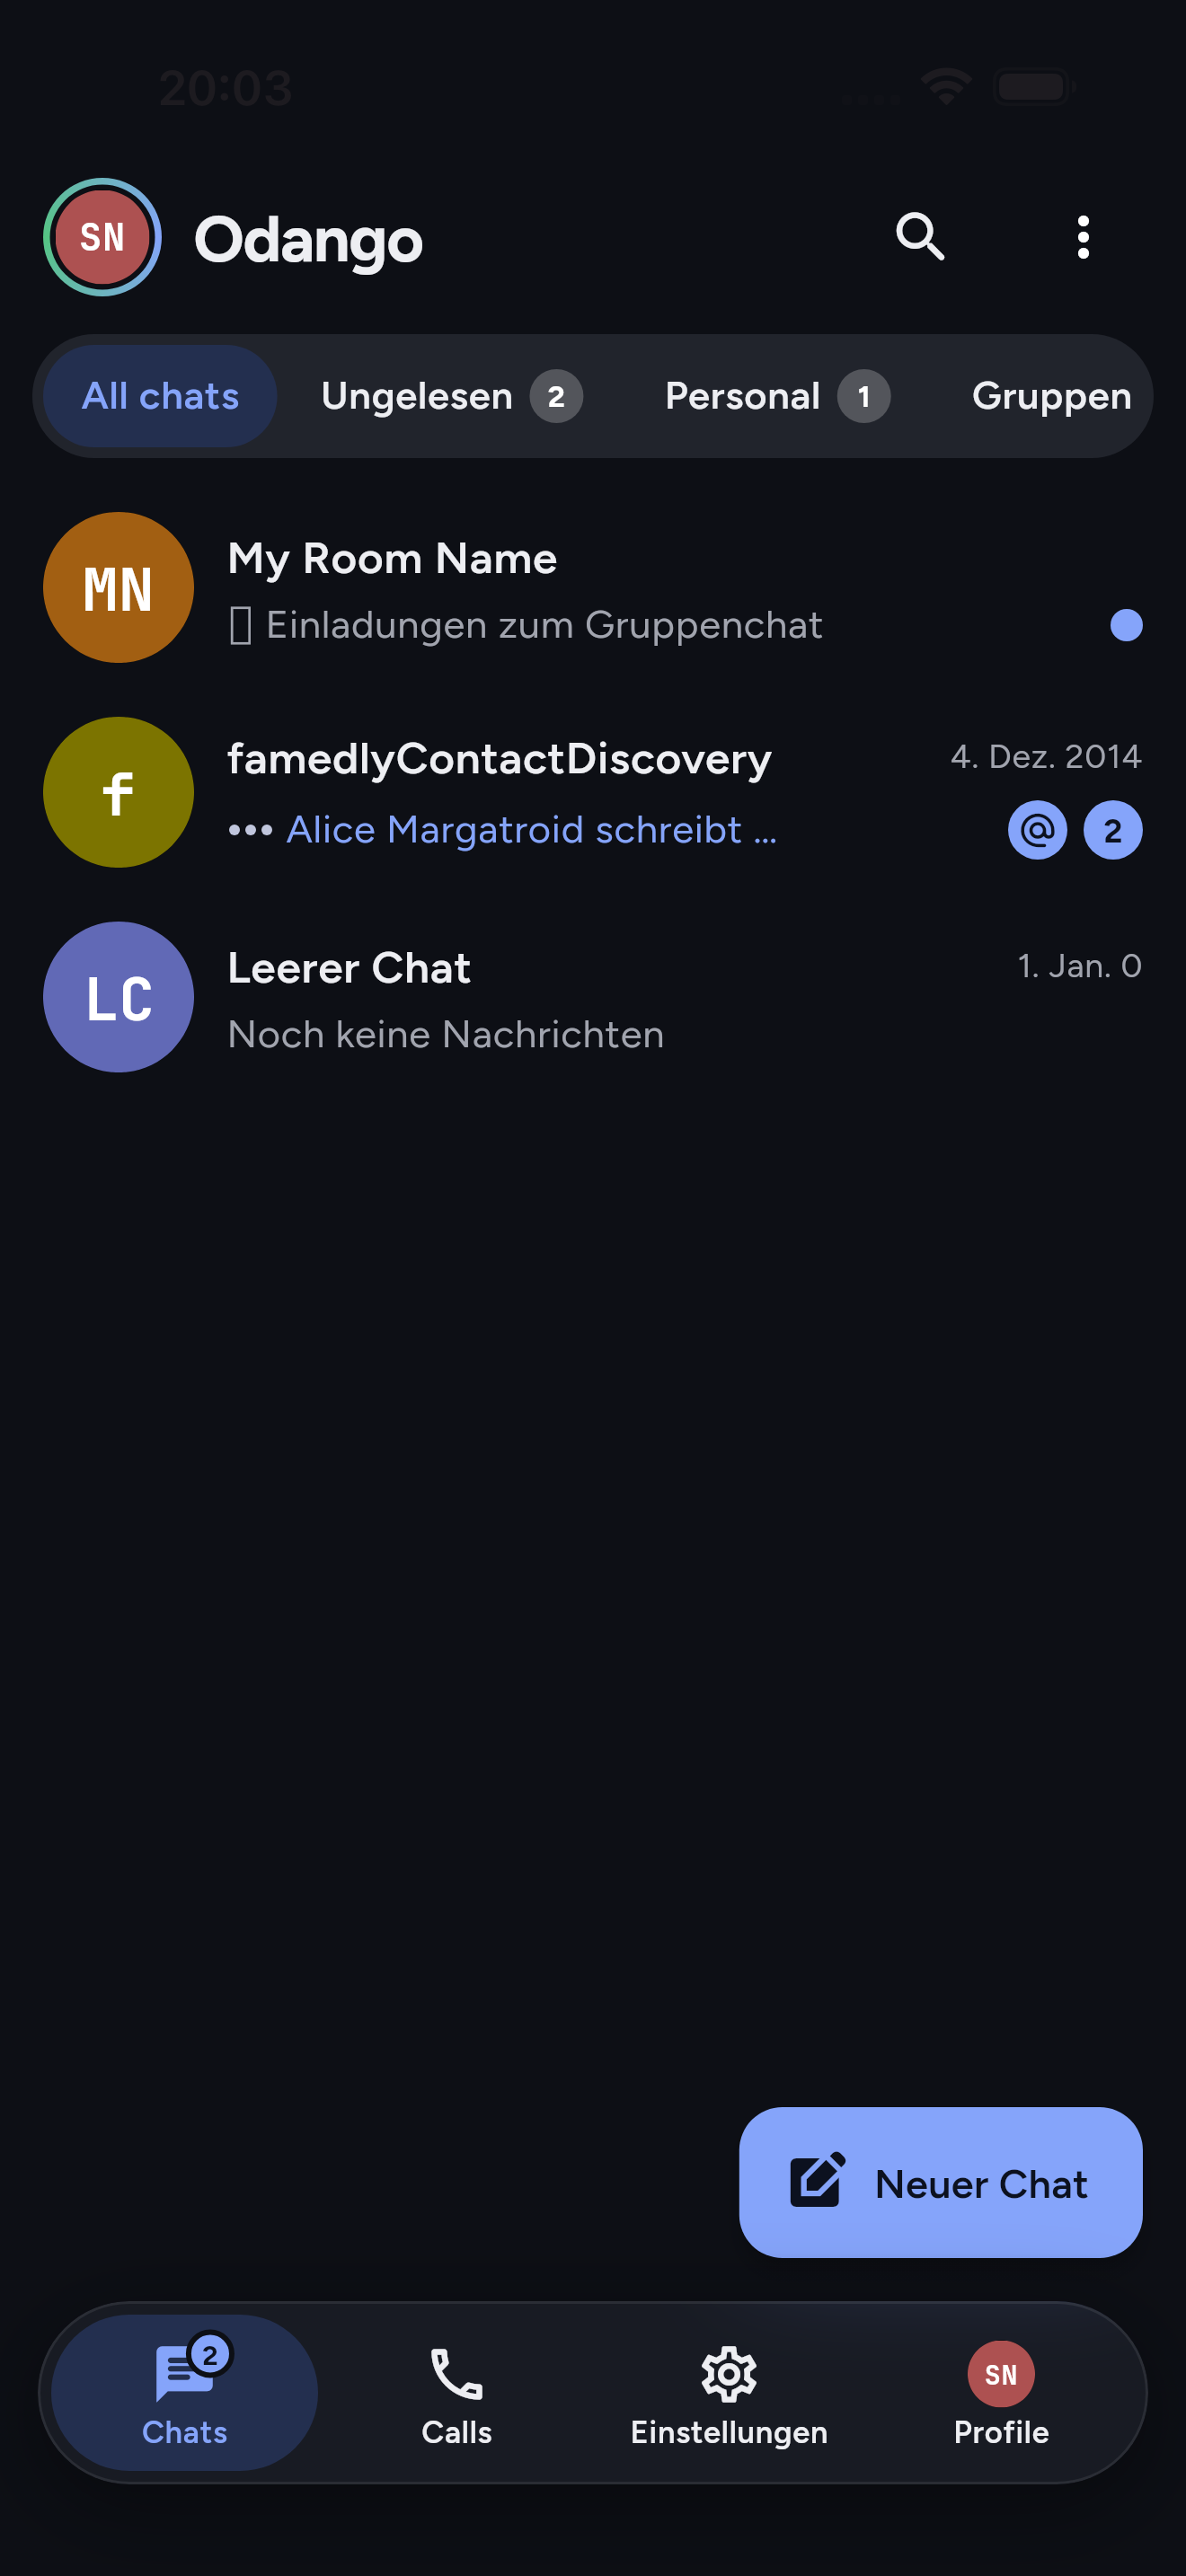 20:03
SN Odango
All chats Ungelesen 2 Personal 1 Gruppen
MN My Room Name
Einladungen zum Gruppenchat
f famedlyContactDiscovery 4. Dez. 2014
••• Alice Margatroid schreibt ... @ 2
LC Leerer Chat 1. Jan. 0
Noch keine Nachrichten
Neuer Chat
2 SN
Chats Calls Einstellungen Profile